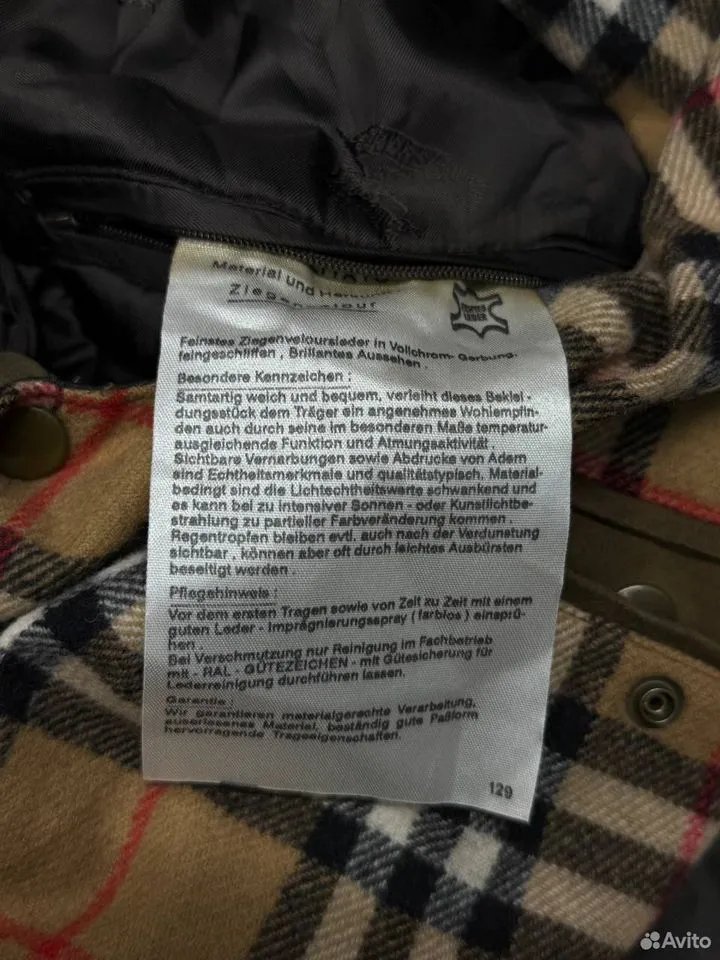 Material und
Ziegen
ECHTES
LEDER
Feinstes Ziegenveloursleder in Vollchrom-Gerbung,
feingeschliffen, Brillantes Aussehen.
Besondere Kennzeichen:
Samtartig weich und bequem, verleiht dieses Beklei-
dungsstück dem Träger ein angenehmes Wohlempfin-
den auch durch seine im besonderen Maße temperatur-
ausgleichende Funktion und Atmungsaktivität.
Sichtbare Vernarbungen sowie Abdrucke von Adern
sind Echtheitsmerkmale und qualitätstypisch. Material-
bedingt sind die Lichtechtheitswerte schwankend und
es kann bei zu intensiver Sonnen - oder Kunstlichtbe-
strahlung zu partieller Farbveränderung kommen.
Regentropfen bleiben evtl. auch nach der Verdunstung
sichtbar, können aber oft durch leichtes Ausbürsten
beseitigt werden.
Pflegehinweis:
Vor dem ersten Tragen sowie von Zeit zu Zeit mit einem
guten Leder - Imprägnierungsspray (farblos) einsprü-
hen
Bei Verschmutzung nur Reinigung im Fachbetrieb
mit - RAL - GÜTEZEICHEN - mit Gütesicherung für
Lederreinigung durchführen lassen.
Garantie:
Wir garantieren materialgerechte Verarbeitung,
auserlesenes Material, beständig gute Paßform
hervorragende Trageeigenschaften.
129
Avito